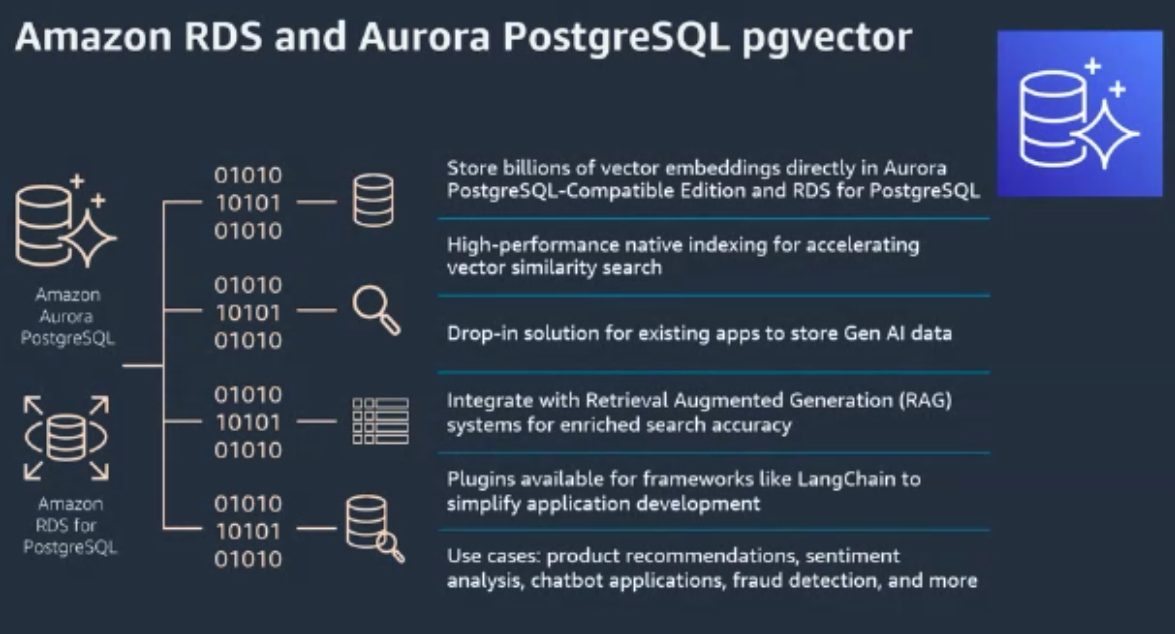 Amazon RDS and Aurora PostgreSQL pgvector
Amazon
Aurora
PostgreSQL
Amazon
RDS for
PostgreSQL
01010
10101
01010
01010
10101
01010
01010
10101
01010
01010
10101
01010
Store billions of vector embeddings directly in Aurora
PostgreSQL-Compatible Edition and RDS for PostgreSQL
High-performance native indexing for accelerating
vector similarity search
Drop-in solution for existing apps to store Gen AI data
Integrate with Retrieval Augmented Generation (RAG)
systems for enriched search accuracy
Plugins available for frameworks like LangChain to
simplify application development
Use cases: product recommendations, sentiment
analysis, chatbot applications, fraud detection, and more